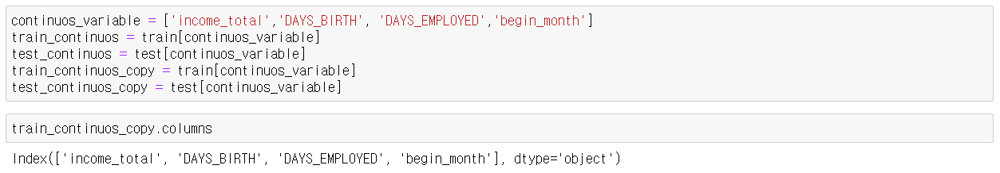 continuos_variable = ['income_total','DAYS_BIRTH', 'DAYS_EMPLOYED','begin_month']
train_continuos = train[continuos_variable]
test_continuos = test[continuos_variable]
train_continuos_copy = train[continuos_variable]
test_continuos_copy = test[continuos_variable]
train_continuos_copy.columns
Index(['income_total', 'DAYS_BIRTH', 'DAYS_EMPLOYED', 'begin_month'], dtype='object')